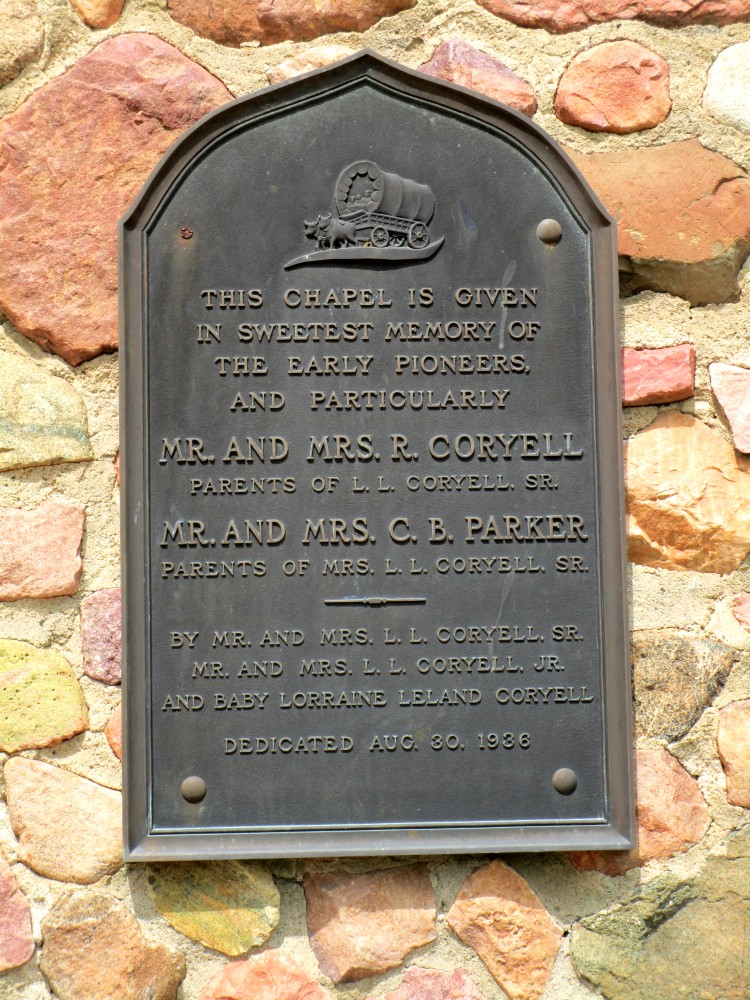 THIS CHAPEL IS GIVEN
IN SWEETEST MEMORY OF
THE EARLY PIONEERS,
AND PARTICULARLY
MR. AND MRS. R. CORYELL
PARENTS OF L. L. CORYELL, SR.
MR. AND MRS. C. B. PARKER
PARENTS OF MRS. L. L. CORYELL, SR.
BY MR. AND MRS. L. L. CORYELL, SR.
MR. AND MRS. L. L. CORYELL, JR.
AND BABY LORRAINE LELAND CORYELL
DEDICATED AUG. 30, 1936